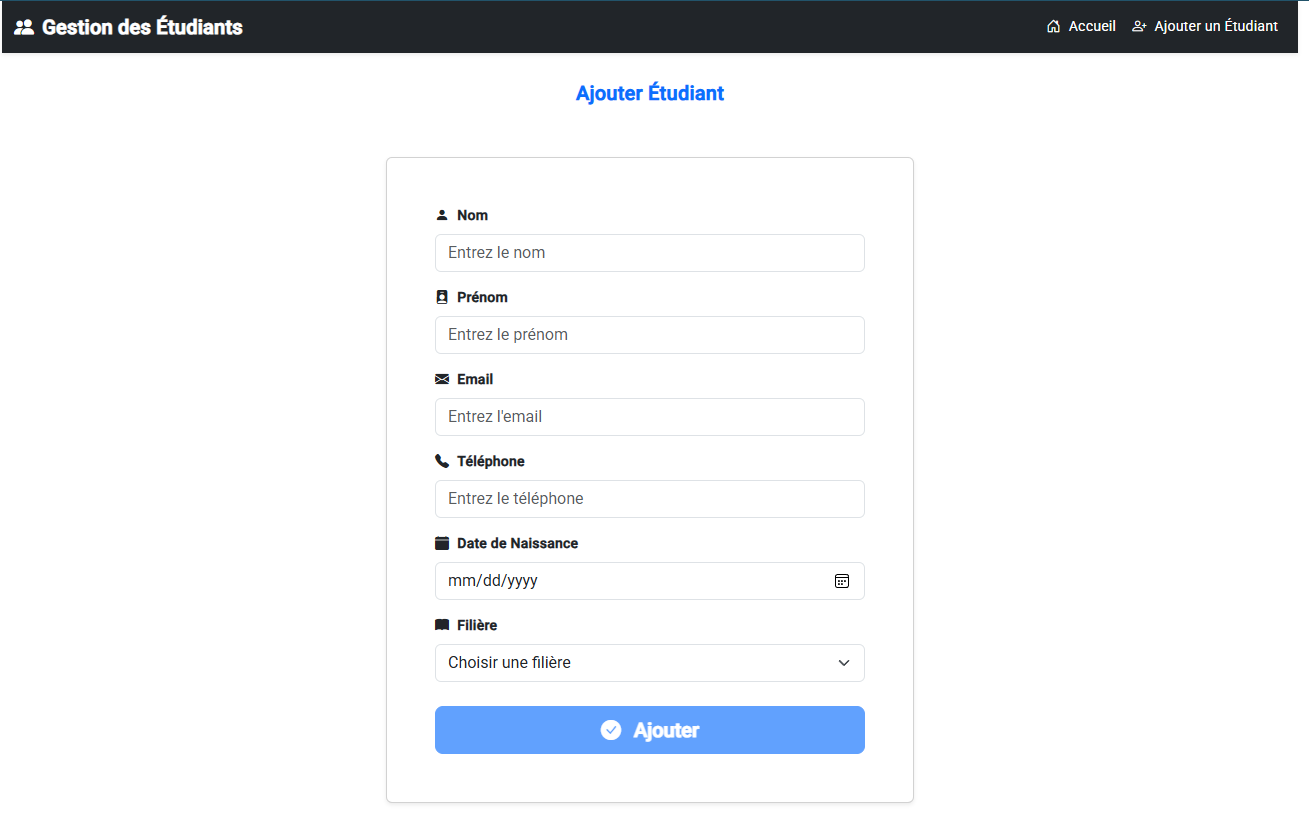 Gestion des Étudiants
Accueil
Ajouter un Étudiant
Ajouter Étudiant
Nom
Entrez le nom
Prénom
Entrez le prénom
Email
Entrez l'email
Téléphone
Entrez le téléphone
Date de Naissance
mm/dd/yyyy
Filière
Choisir une filière
Ajouter